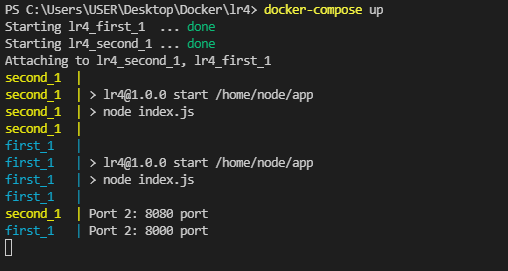 PS C:\Users\USER\Desktop\Docker\lr4> docker-compose up
Starting lr4_first_1  ... done
Starting lr4_second_1 ... done
Attaching to lr4_second_1, lr4_first_1
second_1  |
second_1  | > lr4@1.0.0 start /home/node/app
second_1  | > node index.js
second_1  |
first_1   |
first_1   | > lr4@1.0.0 start /home/node/app
first_1   | > node index.js
first_1   |
second_1  | Port 2: 8080 port
first_1   | Port 2: 8000 port